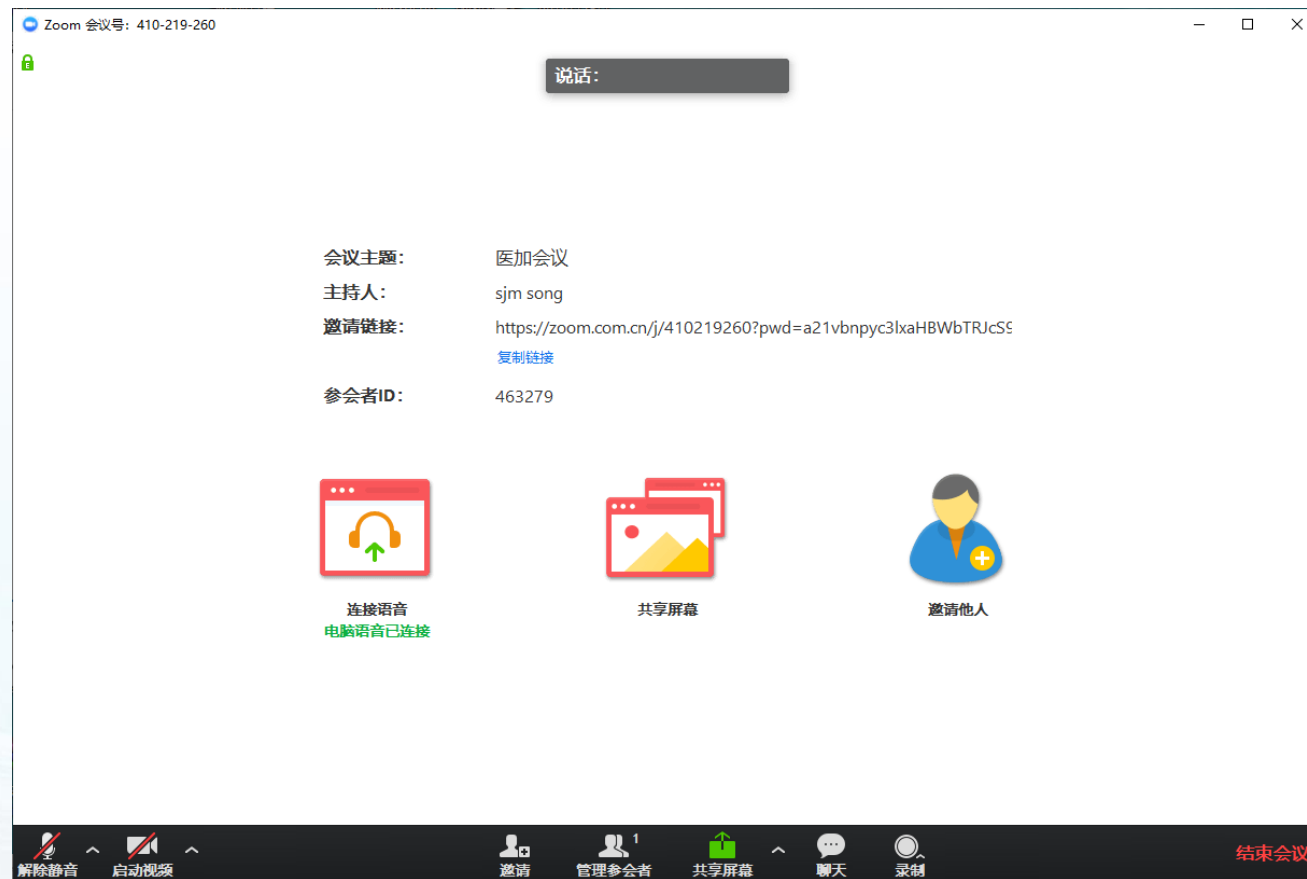 Zoom 会议号：410-219-260
说话：
会议主题： 医加会议
主持人： sjm song
邀请链接： https://zoom.com.cn/j/410219260?pwd=a21vbnpyc3lxaHBWbTRJcS9
复制链接
参会者ID： 463279
连接语音 共享屏幕 邀请他人
电脑语音已连接
1
解除静音 启动视频 邀请 管理参会者 共享屏幕 聊天 录制 结束会议